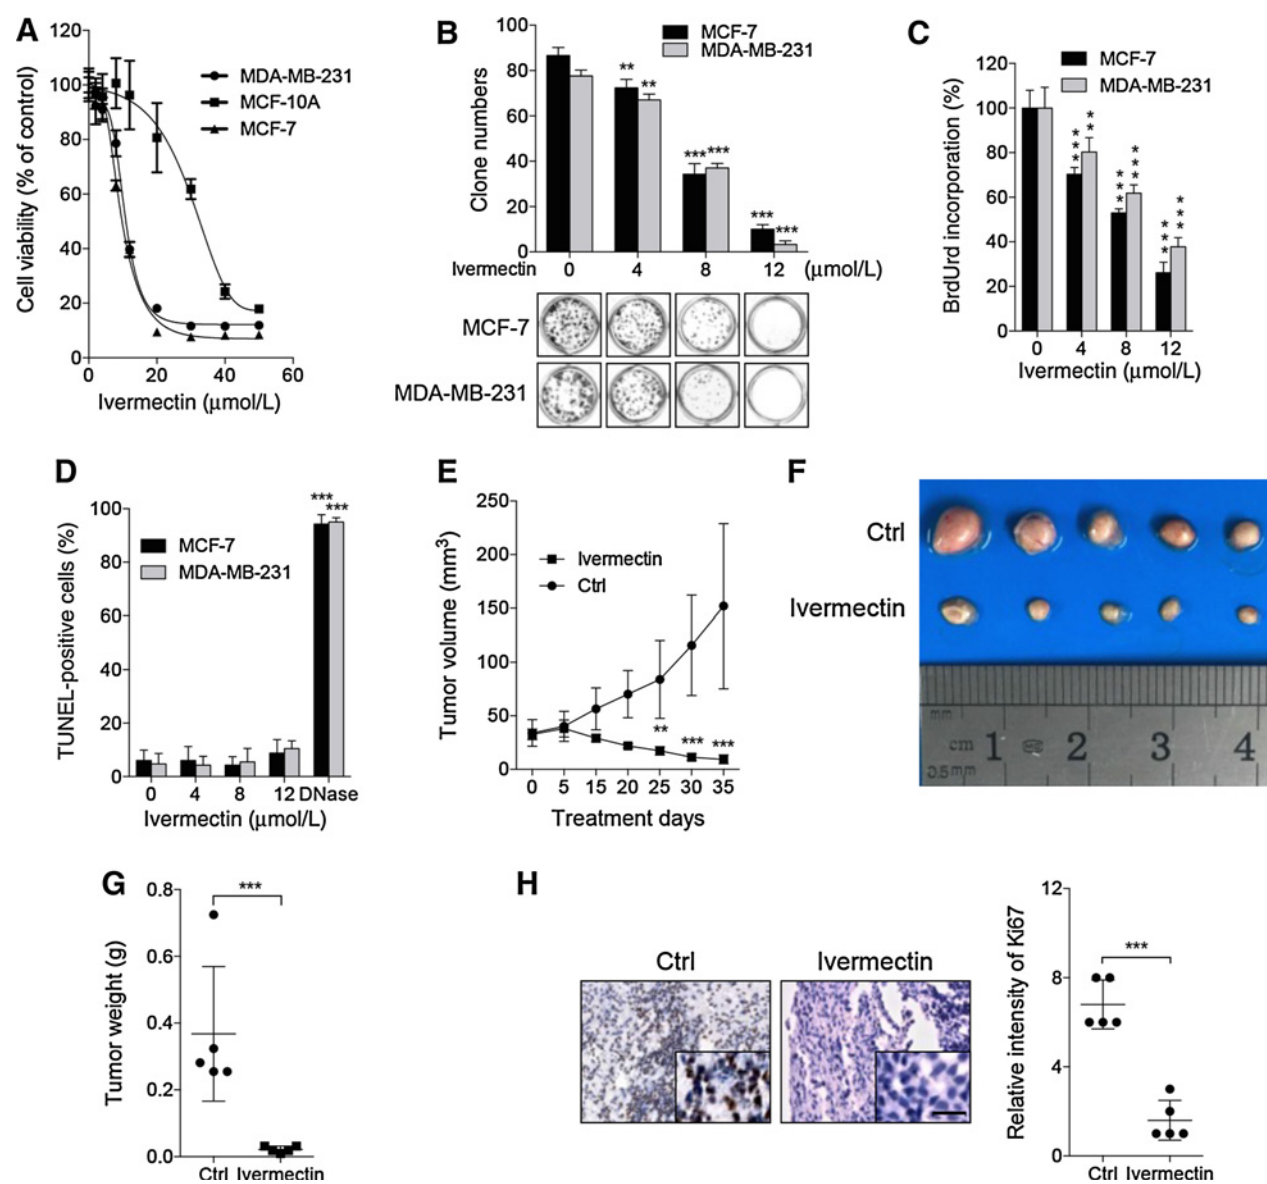 A
120
100
80
60
40
20
0
Cell viability (% of control)
MDA-MB-231
MCF-10A
MCF-7
0 20 40 60
Ivermectin (μmol/L)
B
100
80
60
40
20
0
Clone numbers
MCF-7
MDA-MB-231
** **
*** ***
*** ***
Ivermectin 0 4 8 12 (μmol/L)
MCF-7
MDA-MB-231
C
120
100
80
60
40
20
0
BrdUrd incorporation (%)
MCF-7
MDA-MB-231
*** **
*** ***
*** ***
0 4 8 12
Ivermectin (μmol/L)
D
100
80
60
40
20
0
TUNEL-positive cells (%)
MCF-7
MDA-MB-231
*** ***
0 4 8 12 DNase
Ivermectin (μmol/L)
E
250
200
150
100
50
0
Tumor volume (mm³)
Ivermectin
Ctrl
** *** ***
0 5 15 20 25 30 35
Treatment days
F
Ctrl
Ivermectin
mm
cm 1 2 3 4
0.5mm
G
0.8
0.6
0.4
0.2
0.0
Tumor weight (g)
***
Ctrl Ivermectin
H
Ctrl Ivermectin
12
8
4
0
Relative intensity of Ki67
***
Ctrl Ivermectin